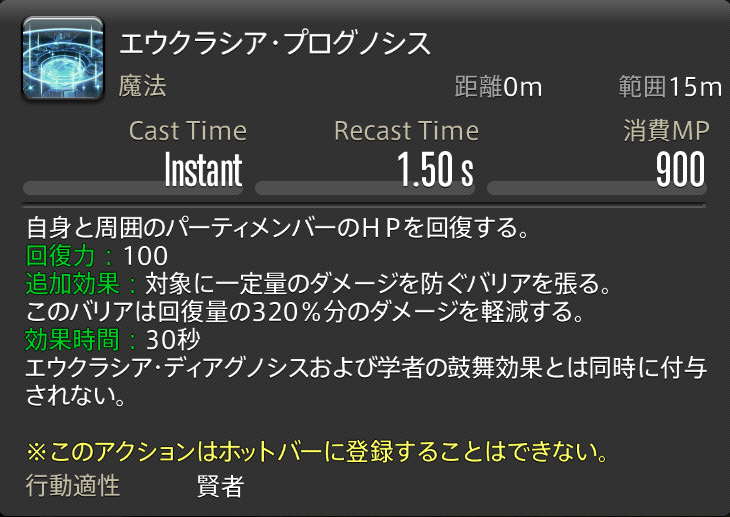 エウクラシア・プログノシス
魔法 距離0m 範囲15m
Cast Time Recast Time 消費MP
Instant 1.50 s 900
自身と周囲のパーティメンバーのＨＰを回復する。
回復力：100
追加効果：対象に一定量のダメージを防ぐバリアを張る。
このバリアは回復量の320％分のダメージを軽減する。
効果時間：30秒
エウクラシア・ディアグノシスおよび学者の鼓舞効果とは同時に付与
されない。
※このアクションはホットバーに登録することはできない。
行動適性 賢者